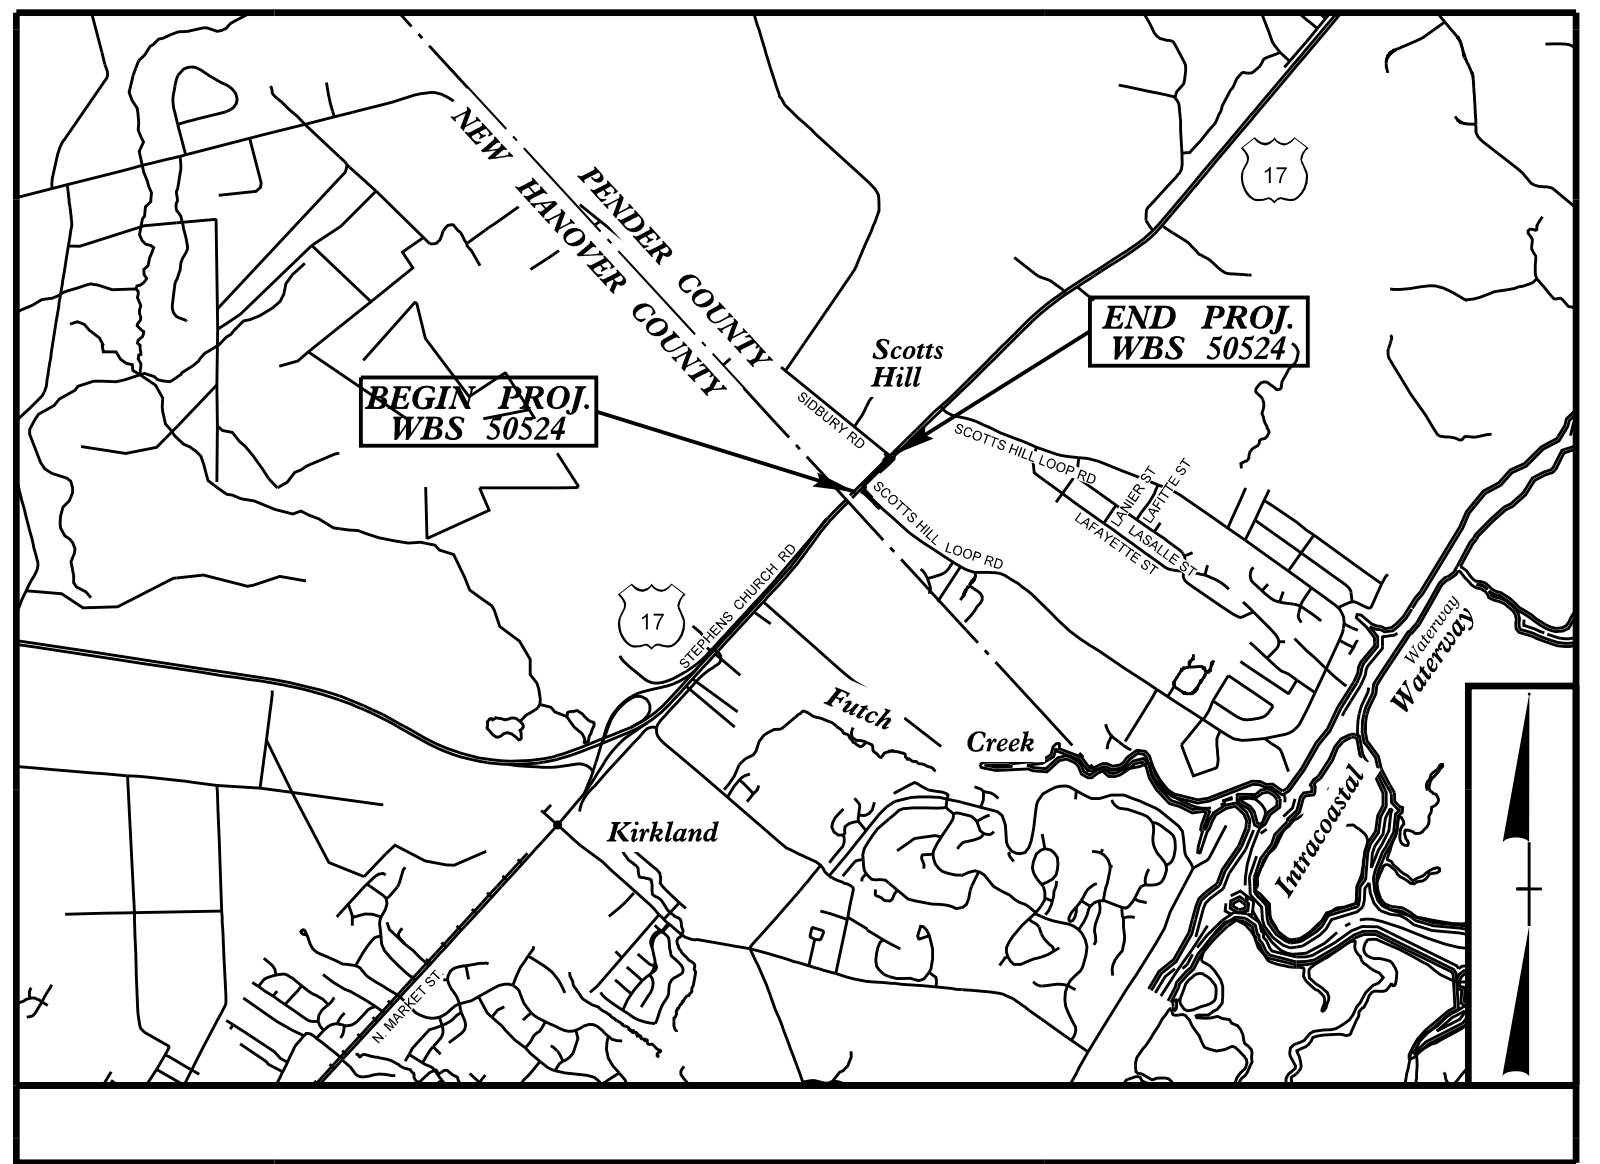 NEW HANOVER COUNTY
PENDER COUNTY
17
END PROJ.
WBS 50524
Scotts
Hill
BEGIN PROJ.
WBS 50524
SIDBURY RD
SCOTTS HILL LOOP RD
LANIER ST
LAFITTE ST
LAFAYETTE ST
LASALLE ST
SCOTTS HILL LOOP RD
STEPHENS CHURCH RD
17
Waterway
Waterway
Futch
Creek
Intracoastal
Kirkland
N. MARKET ST.